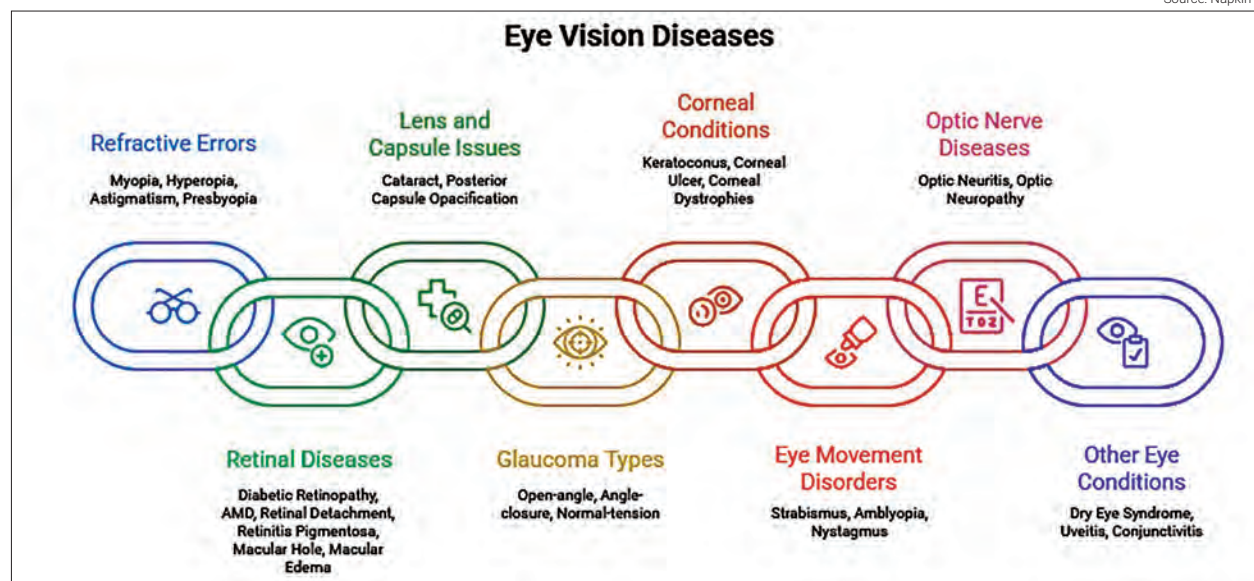 Source: Napkin
Eye Vision Diseases
Refractive Errors
Myopia, Hyperopia,
Astigmatism, Presbyopia
Lens and
Capsule Issues
Cataract, Posterior
Capsule Opacification
Corneal
Conditions
Keratoconus, Corneal
Ulcer, Corneal
Dystrophies
Optic Nerve
Diseases
Optic Neuritis, Optic
Neuropathy
E
TOZ
Retinal Diseases
Diabetic Retinopathy,
AMD, Retinal Detachment,
Retinitis Pigmentosa,
Macular Hole, Macular
Edema
Glaucoma Types
Open-angle, Angle-
closure, Normal-tension
Eye Movement
Disorders
Strabismus, Amblyopia,
Nystagmus
Other Eye
Conditions
Dry Eye Syndrome,
Uveitis, Conjunctivitis